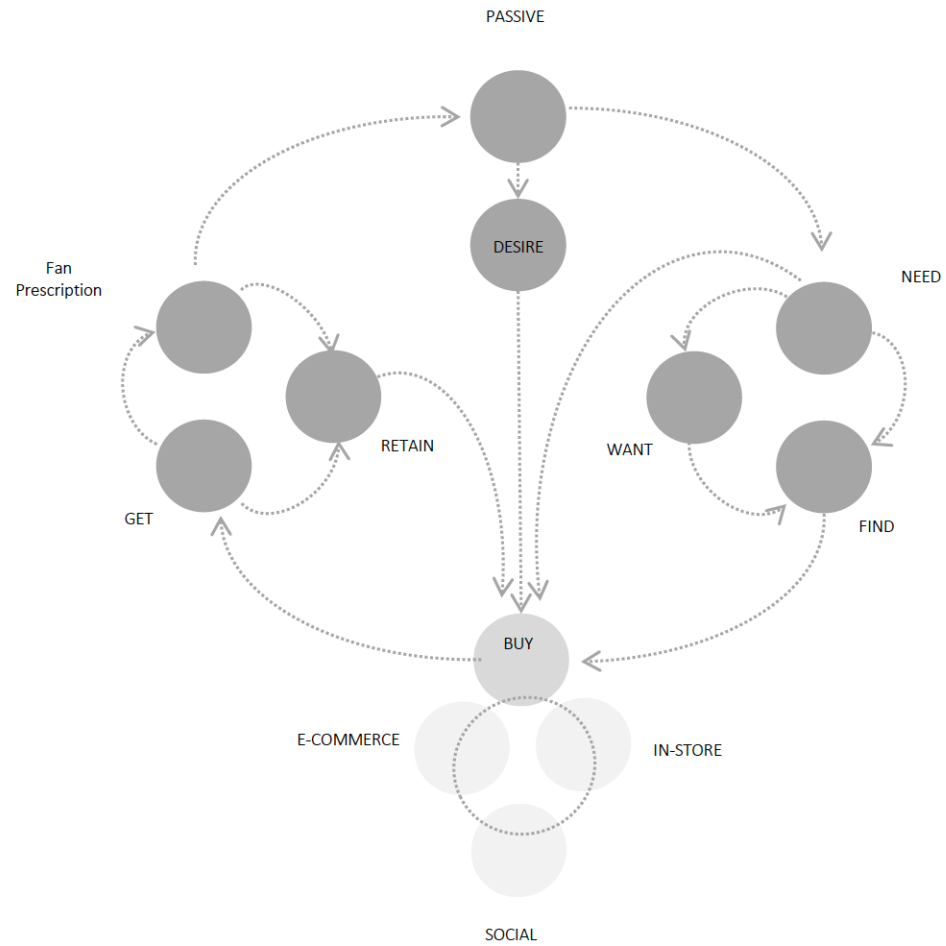 PASSIVE
DESIRE
Fan
Prescription
NEED
RETAIN
WANT
GET
FIND
BUY
E-COMMERCE
IN-STORE
SOCIAL